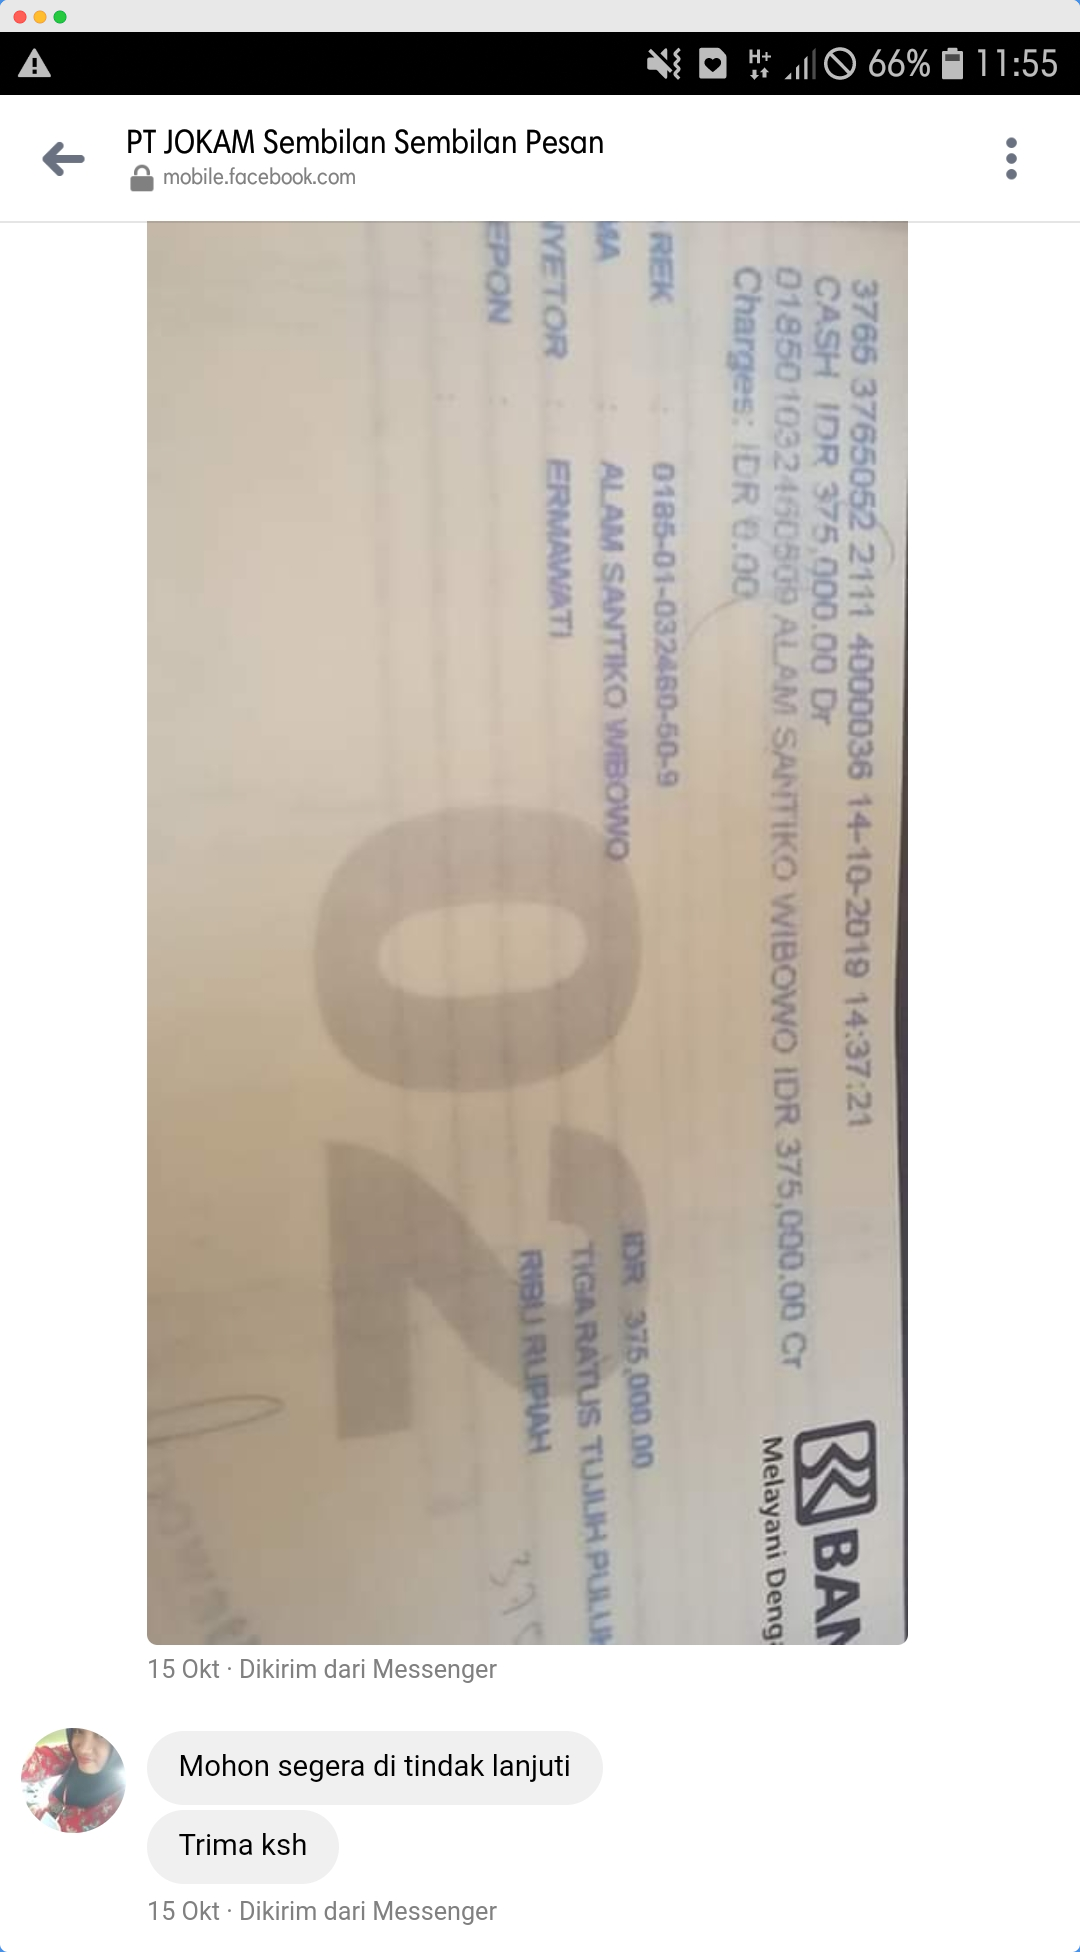 66% 11:55
PT JOKAM Sembilan Sembilan Pesan
mobile.facebook.com
3765 3765052 2111 4000036 14-10-2019 14:37:21
CASH IDR 375,000.00 Dr
018501032460509 ALAM SANTIKO WIBOWO IDR 375,000.00 Cr
Charges: IDR 0.00
BAN
Melayani Denga
REK : 0185-01-032460-50-9
MA : ALAM SANTIKO WIBOWO
NYETOR : ERMAWATI
EPON :
IDR 375,000.00
TIGA RATUS TUJUH PULUH
RIBU RUPIAH
20
15 Okt · Dikirim dari Messenger
Mohon segera di tindak lanjuti
Trima ksh
15 Okt · Dikirim dari Messenger